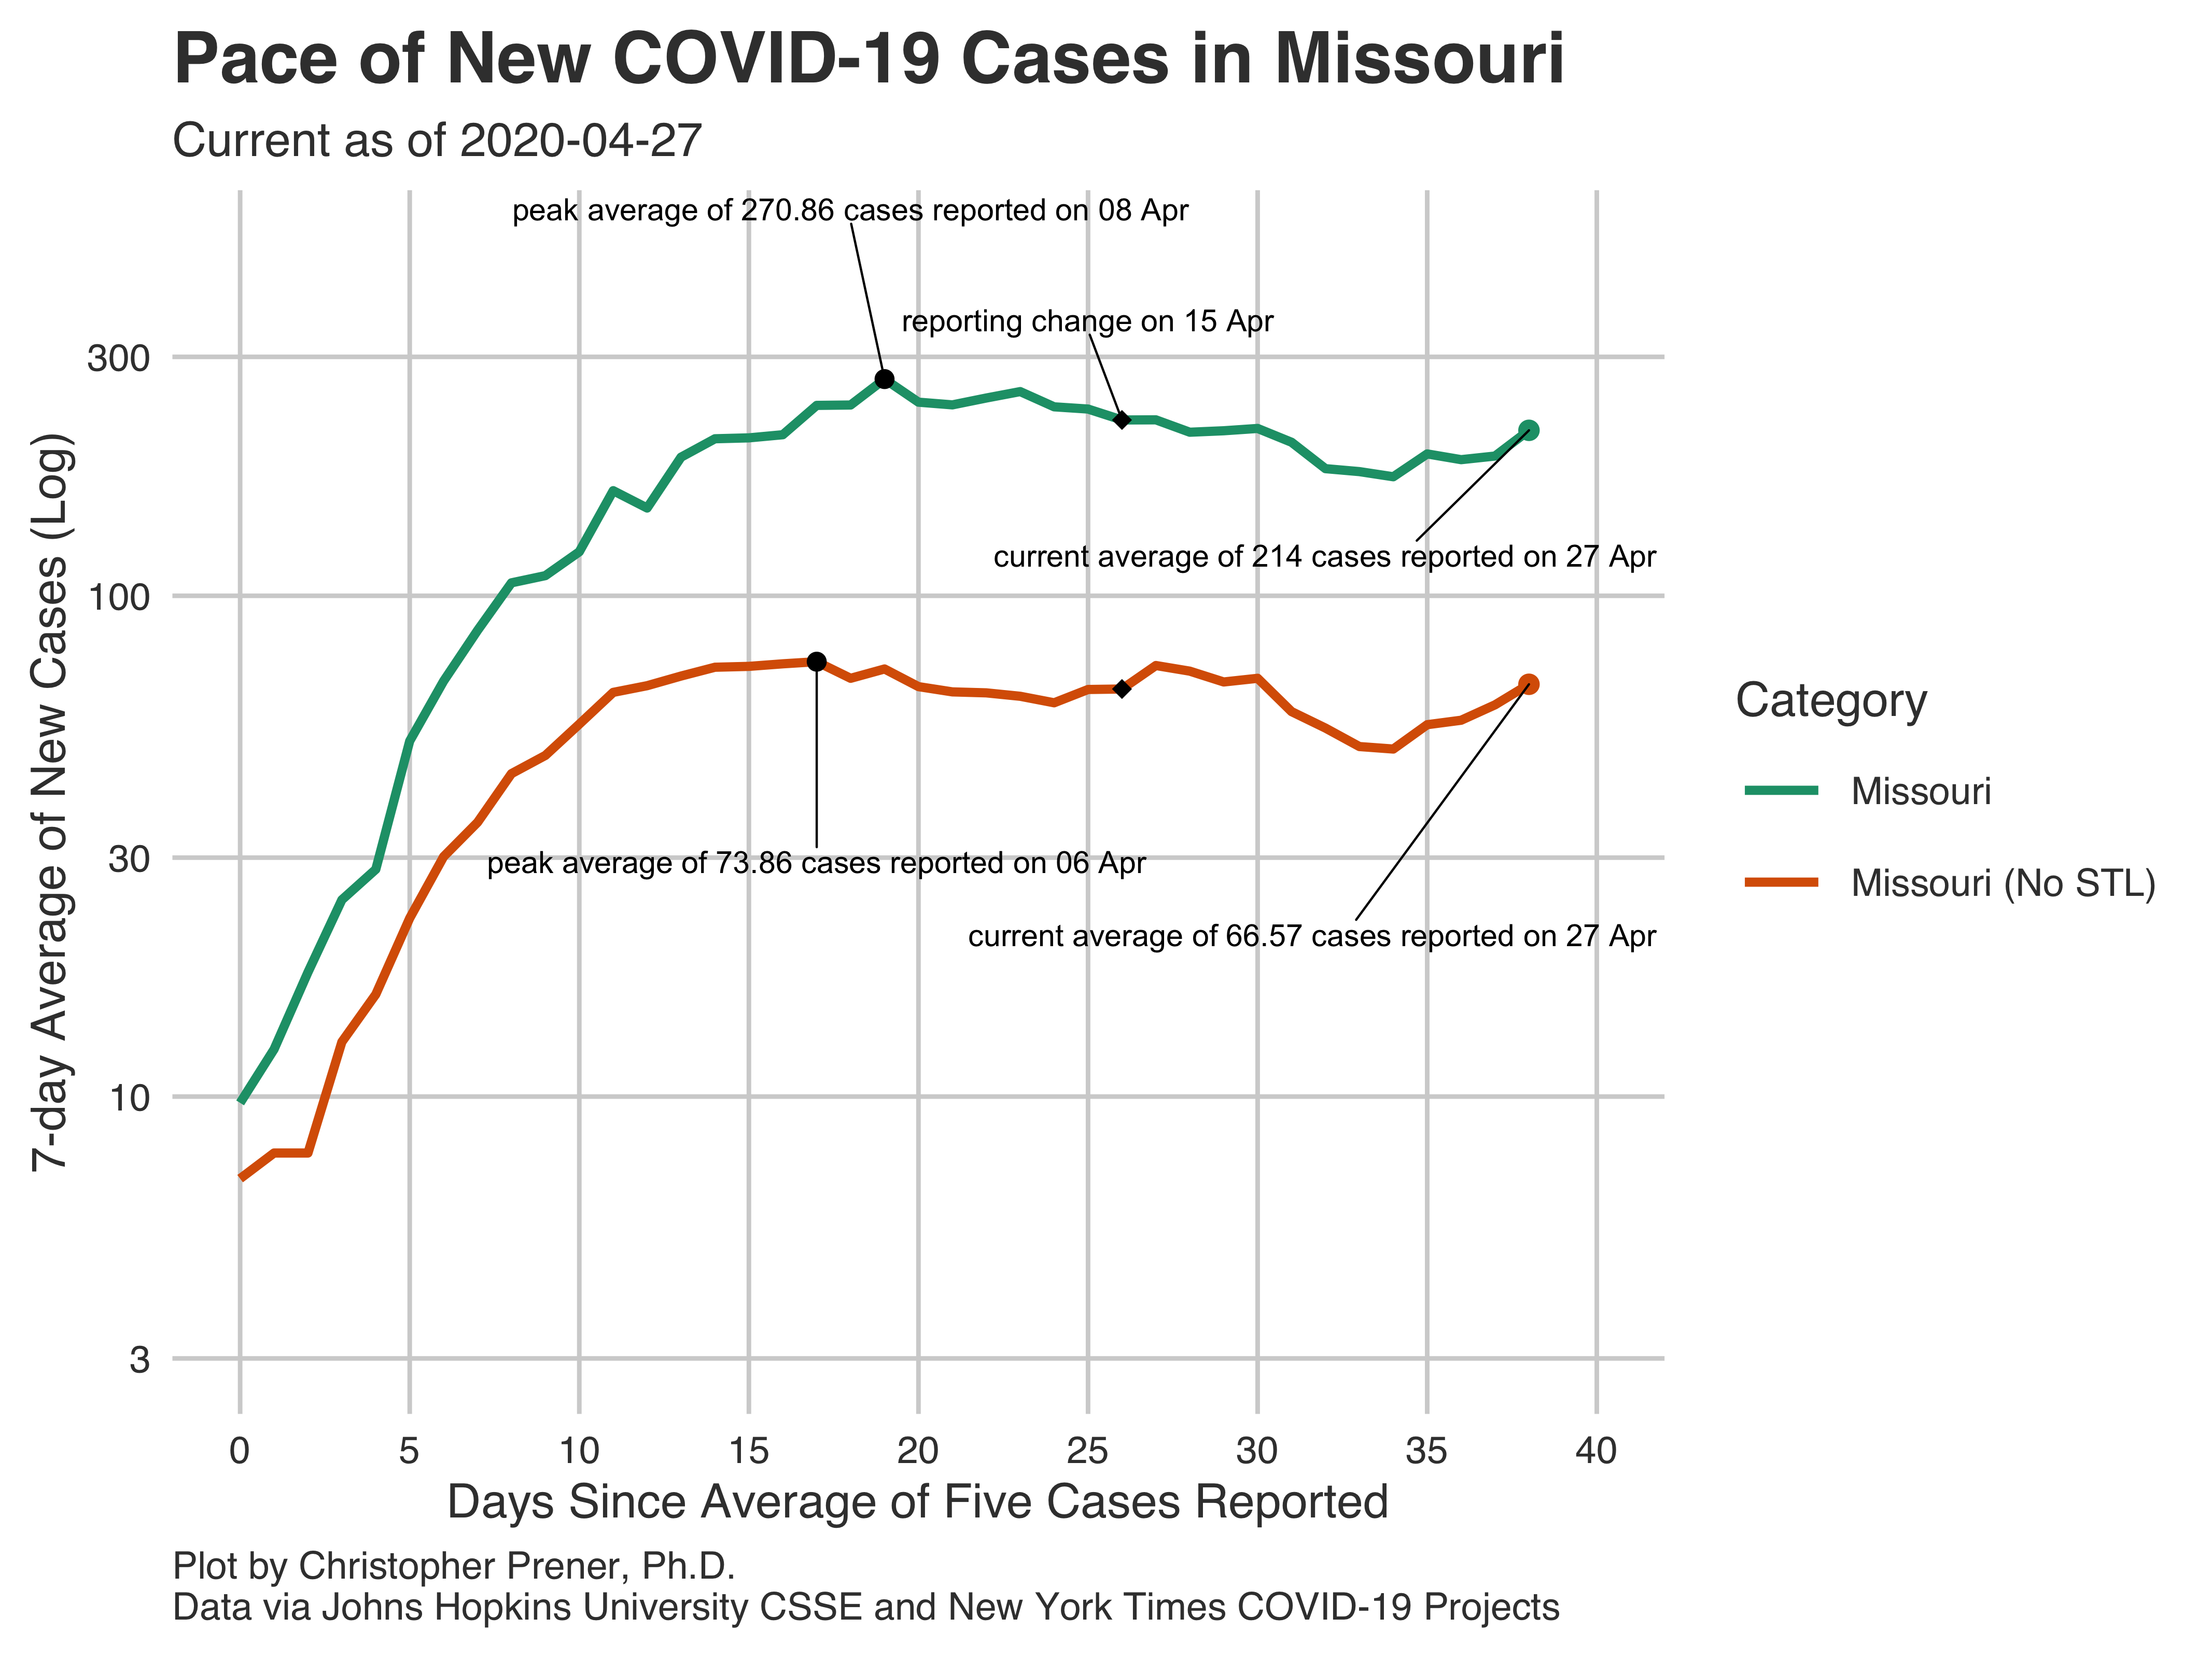 Pace of New COVID-19 Cases in Missouri
Current as of 2020-04-27
peak average of 270.86 cases reported on 08 Apr
reporting change on 15 Apr
300
current average of 214 cases reported on 27 Apr
100
30
peak average of 73.86 cases reported on 06 Apr
current average of 66.57 cases reported on 27 Apr
10
3
7-day Average of New Cases (Log)
Category
Missouri
Missouri (No STL)
0 5 10 15 20 25 30 35 40
Days Since Average of Five Cases Reported
Plot by Christopher Prener, Ph.D.
Data via Johns Hopkins University CSSE and New York Times COVID-19 Projects